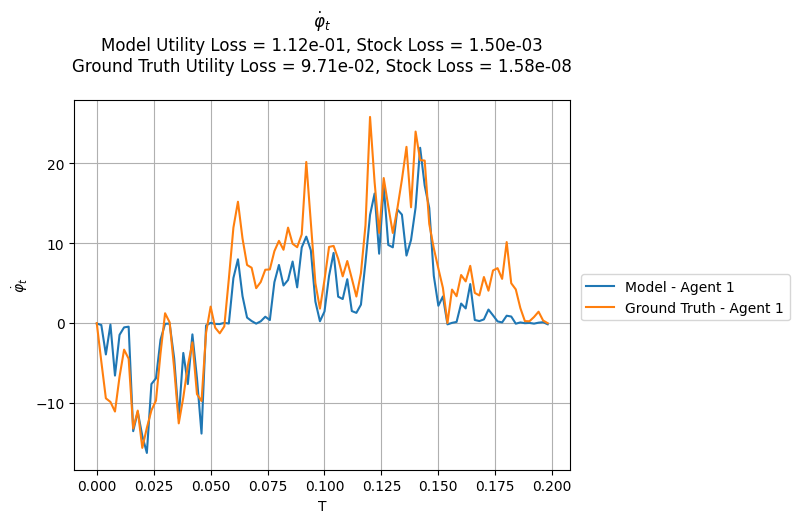 φ̇ₜ
Model Utility Loss = 1.12e-01, Stock Loss = 1.50e-03
Ground Truth Utility Loss = 9.71e-02, Stock Loss = 1.58e-08
φ̇ₜ
20
10
0
−10
0.000 0.025 0.050 0.075 0.100 0.125 0.150 0.175 0.200
T
Model - Agent 1
Ground Truth - Agent 1